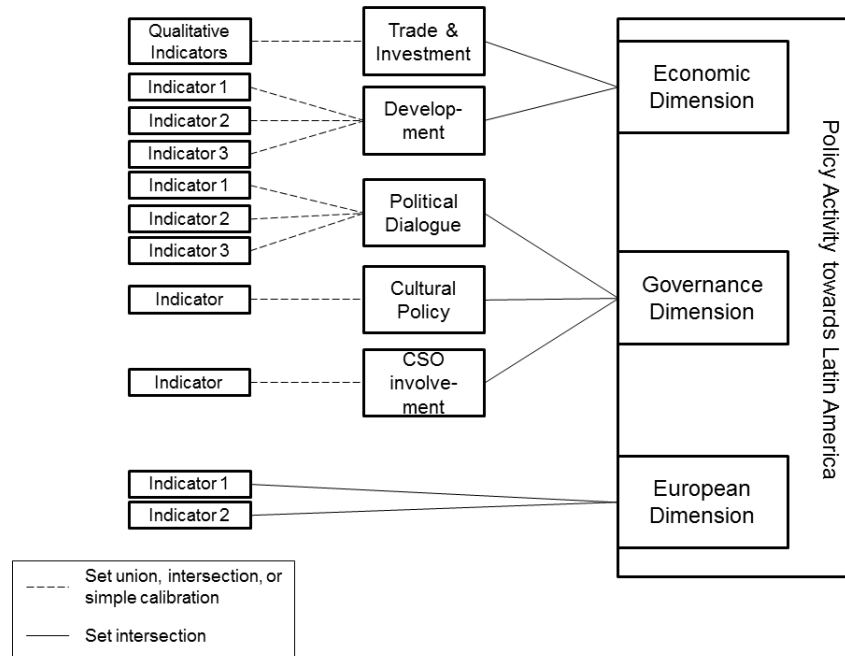 Qualitative
Indicators
Trade &
Investment
Indicator 1
Indicator 2
Indicator 3
Develop-
ment
Economic
Dimension
Indicator 1
Indicator 2
Indicator 3
Political
Dialogue
Indicator
Cultural
Policy
Governance
Dimension
Indicator
CSO
involve-
ment
Indicator 1
Indicator 2
European
Dimension
Policy Activity towards Latin America
Set union, intersection, or
simple calibration
Set intersection